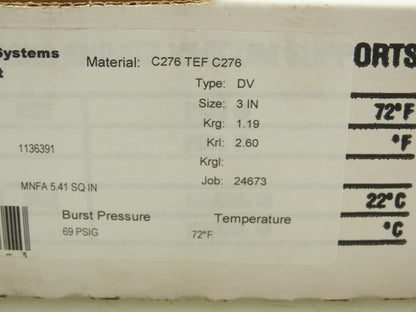 Systems
t
ORTS
Material: C276 TEF C276
Type: DV
Size: 3 IN
Krg: 1.19
Krl: 2.60
Krgl:
Job: 24673
1136391
MNFA 5.41 SQ IN
Burst Pressure Temperature
69 PSIG 72°F
72°F
°F
22°C
°C
- 3